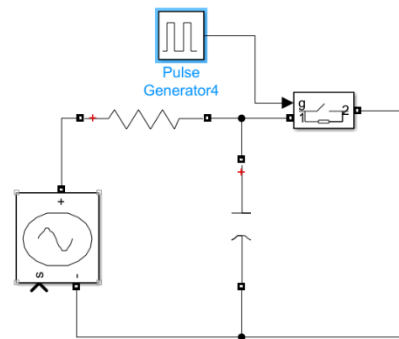 Pulse
Generator4
g
1 2
+
+
+
s -